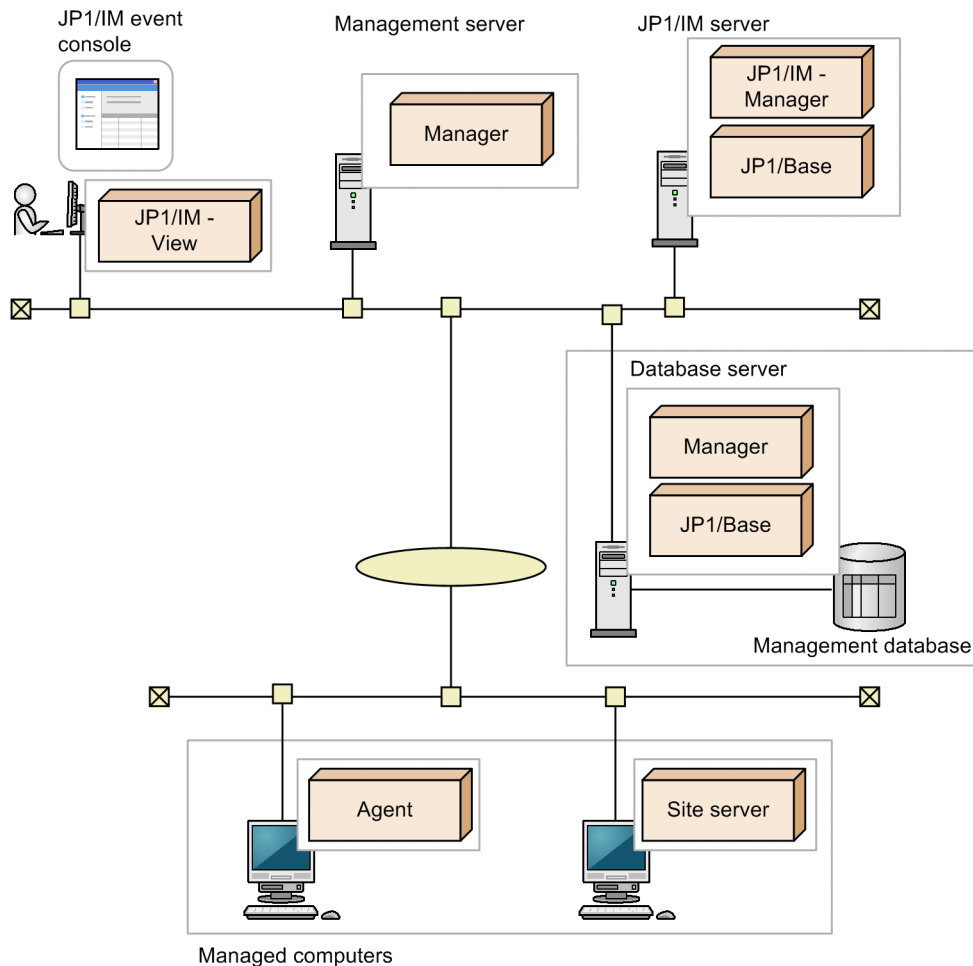 JP1/IM event
console
Management server
JP1/IM server
JP1/IM -
View
Manager
JP1/IM -
Manager
JP1/Base
Database server
Manager
JP1/Base
Management database
Agent
Site server
Managed computers